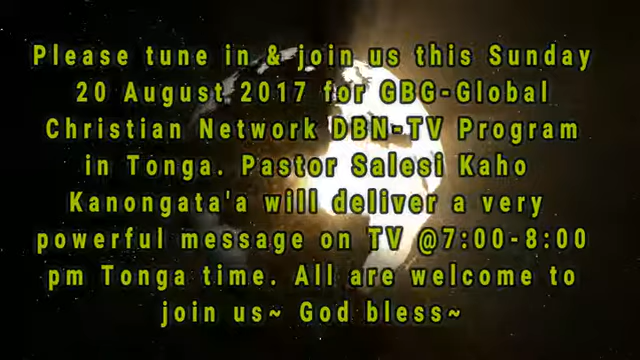 Please tune in & join us this Sunday
20 August 2017 for GBG-Global
Christian Network DBN-TV Program
in Tonga. Pastor Salesi Kaho
Kanongata'a will deliver a very
powerful message on TV @7:00-8:00
pm Tonga time. All are welcome to
join us~ God bless~